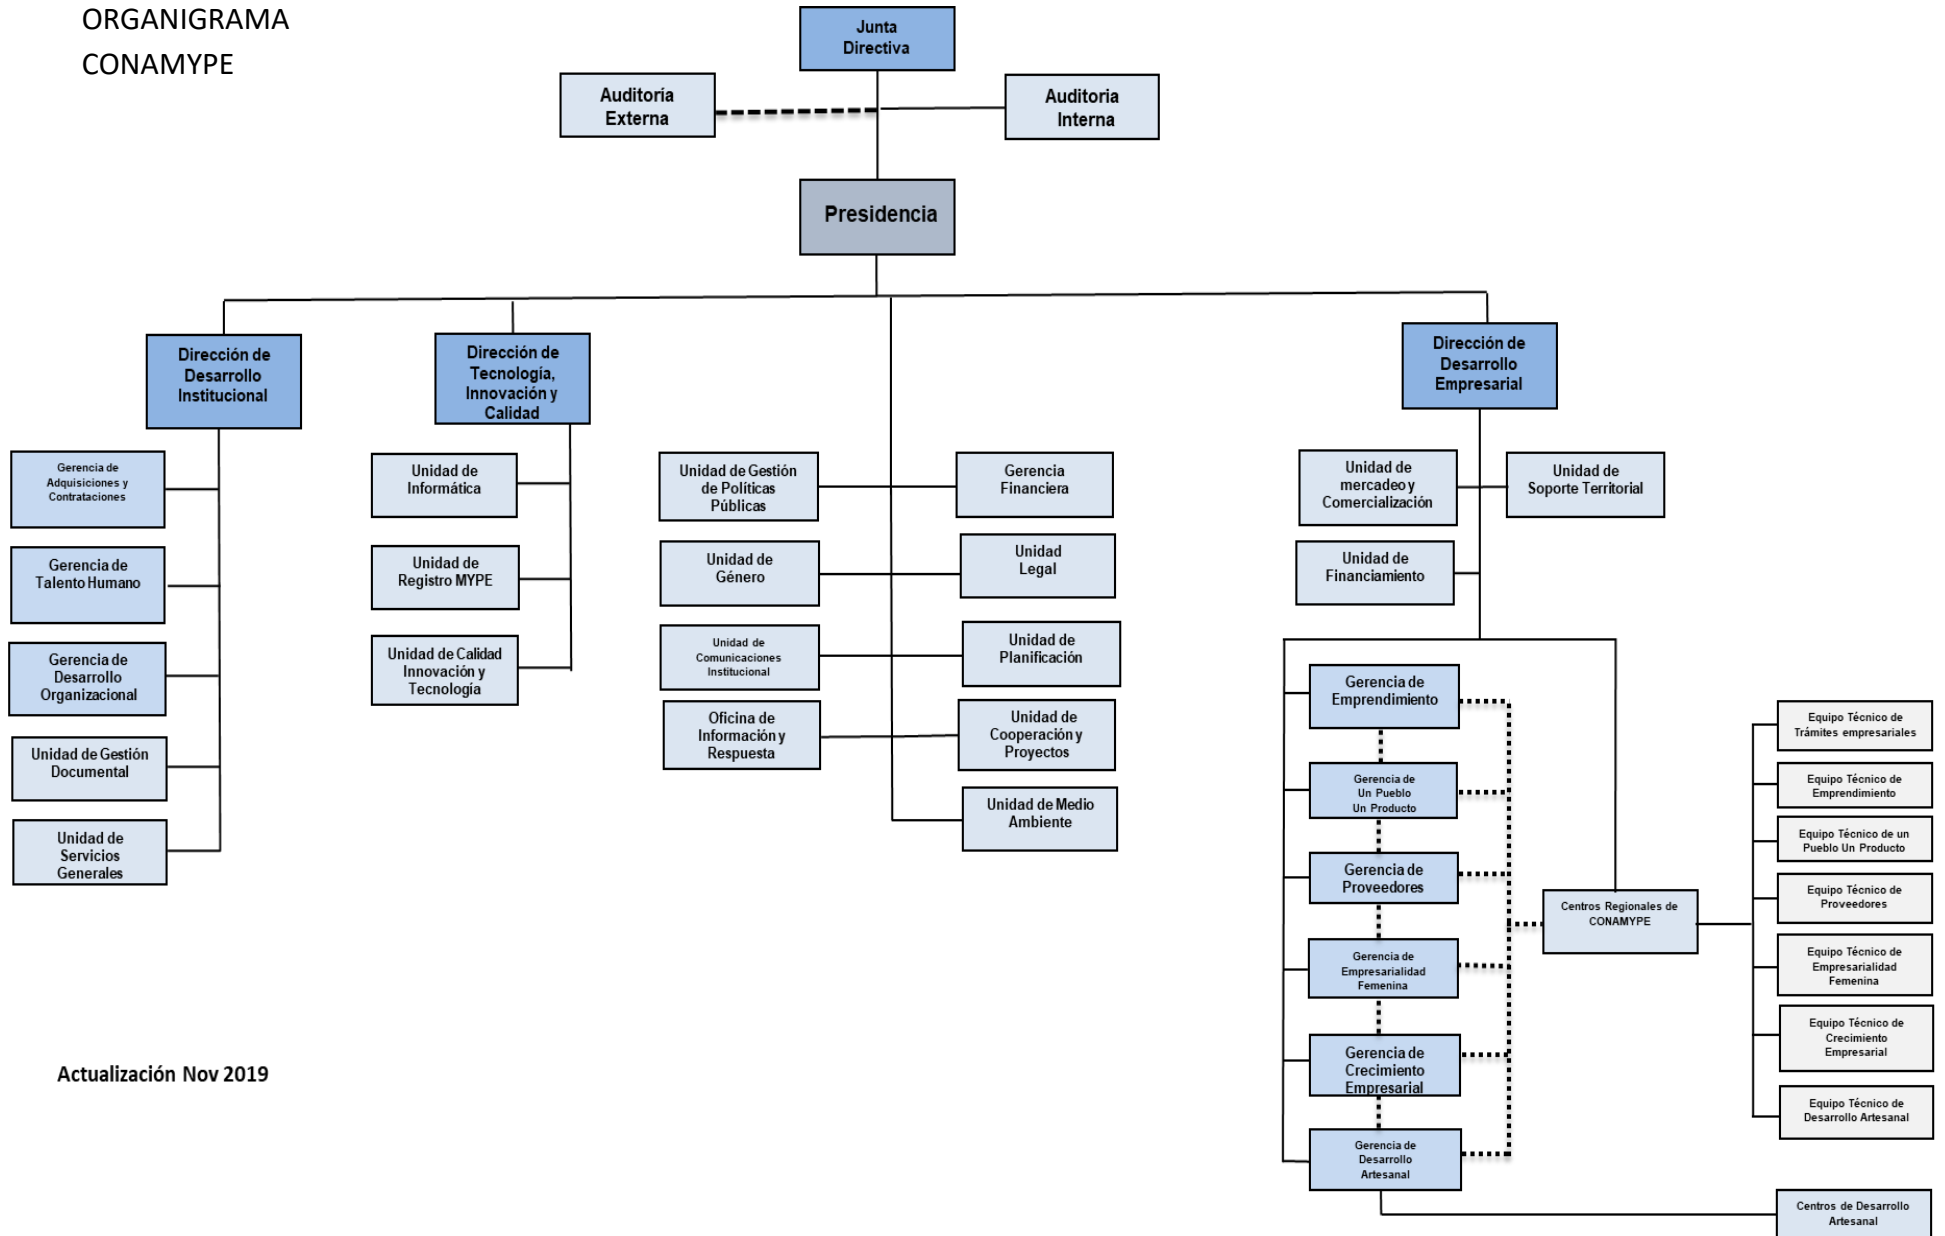 ORGANIGRAMA
CONAMYPE
Junta
Directiva
Auditoría
Externa
Auditoria
Interna
Presidencia
Dirección de
Desarrollo
Institucional
Dirección de
Tecnología,
Innovación y
Calidad
Dirección de
Desarrollo
Empresarial
Gerencia de
Adquisiciones y
Contrataciones
Gerencia de
Talento Humano
Gerencia de
Desarrollo
Organizacional
Unidad de Gestión
Documental
Unidad de
Servicios
Generales
Unidad de
Informática
Unidad de
Registro MYPE
Unidad de Calidad
Innovación y
Tecnología
Unidad de Gestión
de Políticas
Públicas
Gerencia
Financiera
Unidad de
Género
Unidad
Legal
Unidad de
Comunicaciones
Institucional
Unidad de
Planificación
Oficina de
Información y
Respuesta
Unidad de
Cooperación y
Proyectos
Unidad de Medio
Ambiente
Unidad de
mercadeo y
Comercialización
Unidad de
Soporte Territorial
Unidad de
Financiamiento
Gerencia de
Emprendimiento
Gerencia de
Un Pueblo
Un Producto
Gerencia de
Proveedores
Gerencia de
Empresarialidad
Femenina
Gerencia de
Crecimiento
Empresarial
Gerencia de
Desarrollo
Artesanal
Centros Regionales de
CONAMYPE
Equipo Técnico de
Trámites empresariales
Equipo Técnico de
Emprendimiento
Equipo Técnico de un
Pueblo Un Producto
Equipo Técnico de
Proveedores
Equipo Técnico de
Empresarialidad
Femenina
Equipo Técnico de
Crecimiento
Empresarial
Equipo Técnico de
Desarrollo Artesanal
Centros de Desarrollo
Artesanal
Actualización Nov 2019